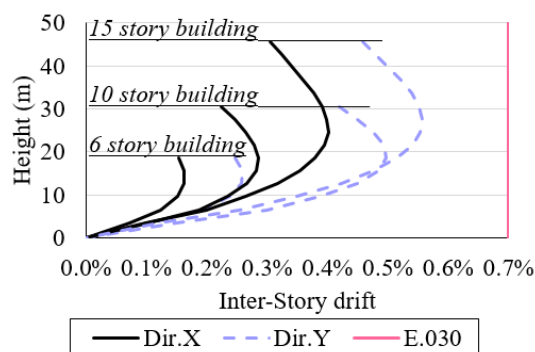 50
15 story building
40
Height (m)
30
10 story building
20
6 story building
10
0
0.0% 0.1% 0.2% 0.3% 0.4% 0.5% 0.6% 0.7%
Inter-Story drift
Dir.X Dir.Y E.030